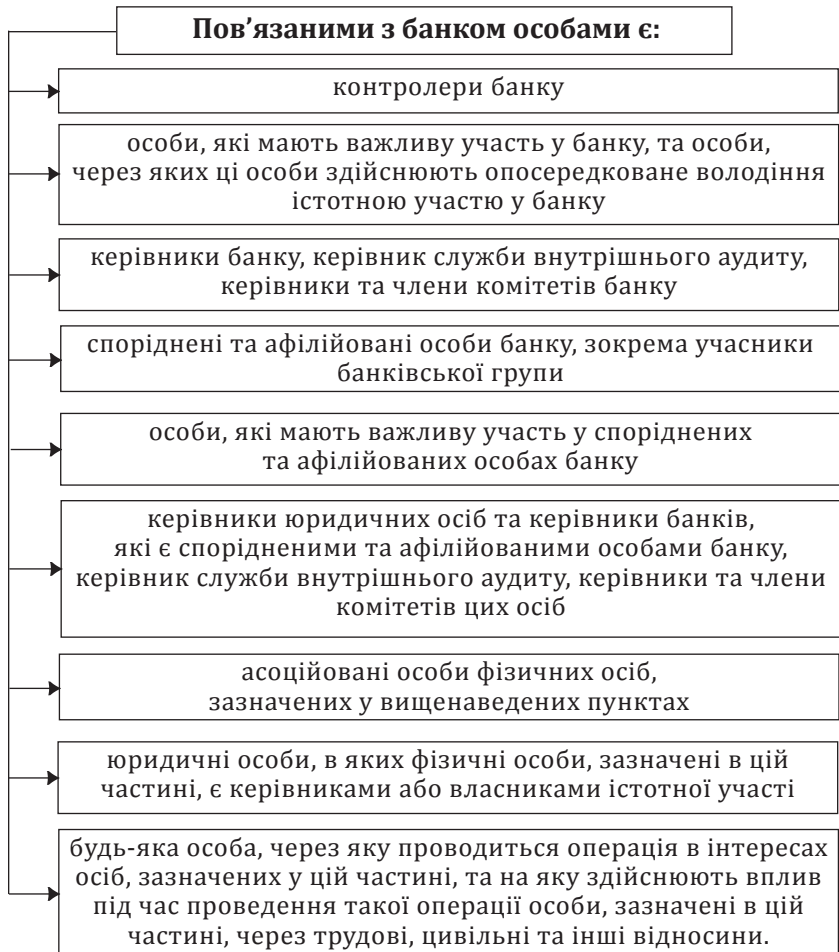 Пов’язаними з банком особами є:
контролери банку
особи, які мають важливу участь у банку, та особи,
через яких ці особи здійснюють опосередковане володіння
істотною участю у банку
керівники банку, керівник служби внутрішнього аудиту,
керівники та члени комітетів банку
споріднені та афілійовані особи банку, зокрема учасники
банківської групи
особи, які мають важливу участь у споріднених
та афілійованих особах банку
керівники юридичних осіб та керівники банків,
які є спорідненими та афілійованими особами банку,
керівник служби внутрішнього аудиту, керівники та члени
комітетів цих осіб
асоційовані особи фізичних осіб,
зазначених у вищенаведених пунктах
юридичні особи, в яких фізичні особи, зазначені в цій
частині, є керівниками або власниками істотної участі
будь-яка особа, через яку проводиться операція в інтересах
осіб, зазначених у цій частині, та на яку здійснюють вплив
під час проведення такої операції особи, зазначені в цій
частині, через трудові, цивільні та інші відносини.